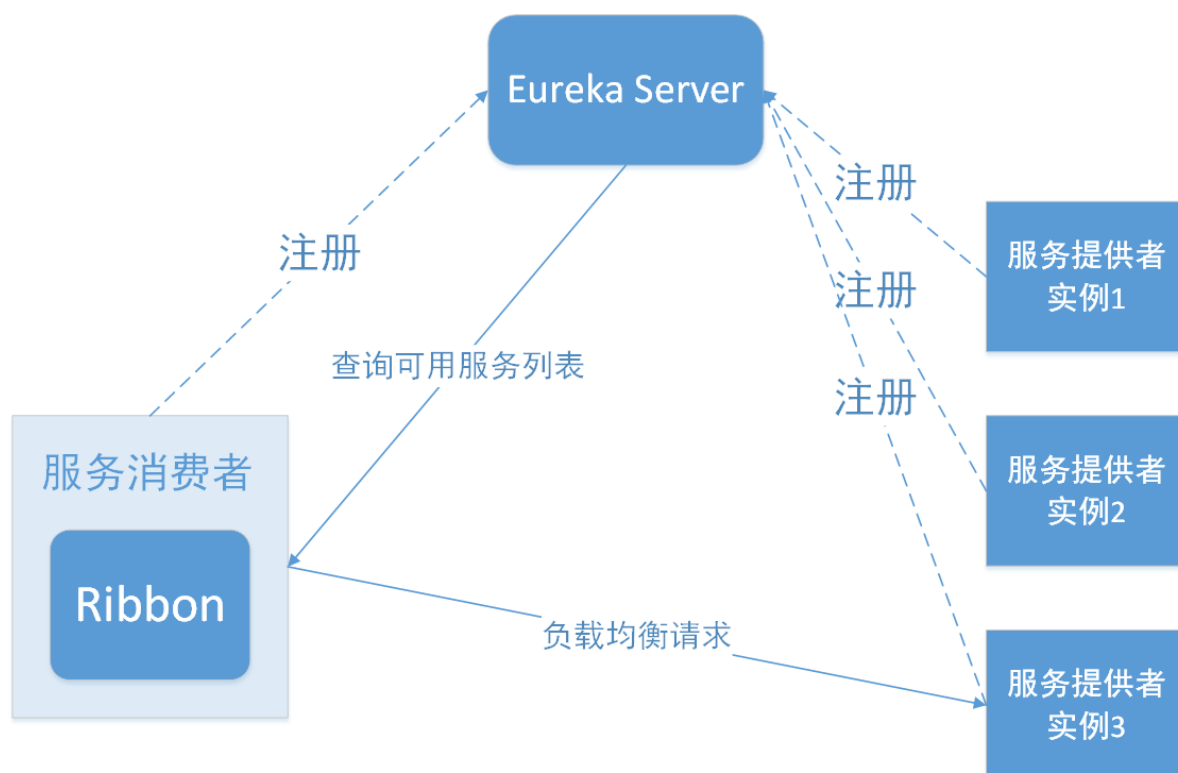 Eureka Server
注册
服务提供者
实例1
注册
注册
查询可用服务列表
注册
服务消费者
服务提供者
实例2
Ribbon
负载均衡请求
服务提供者
实例3